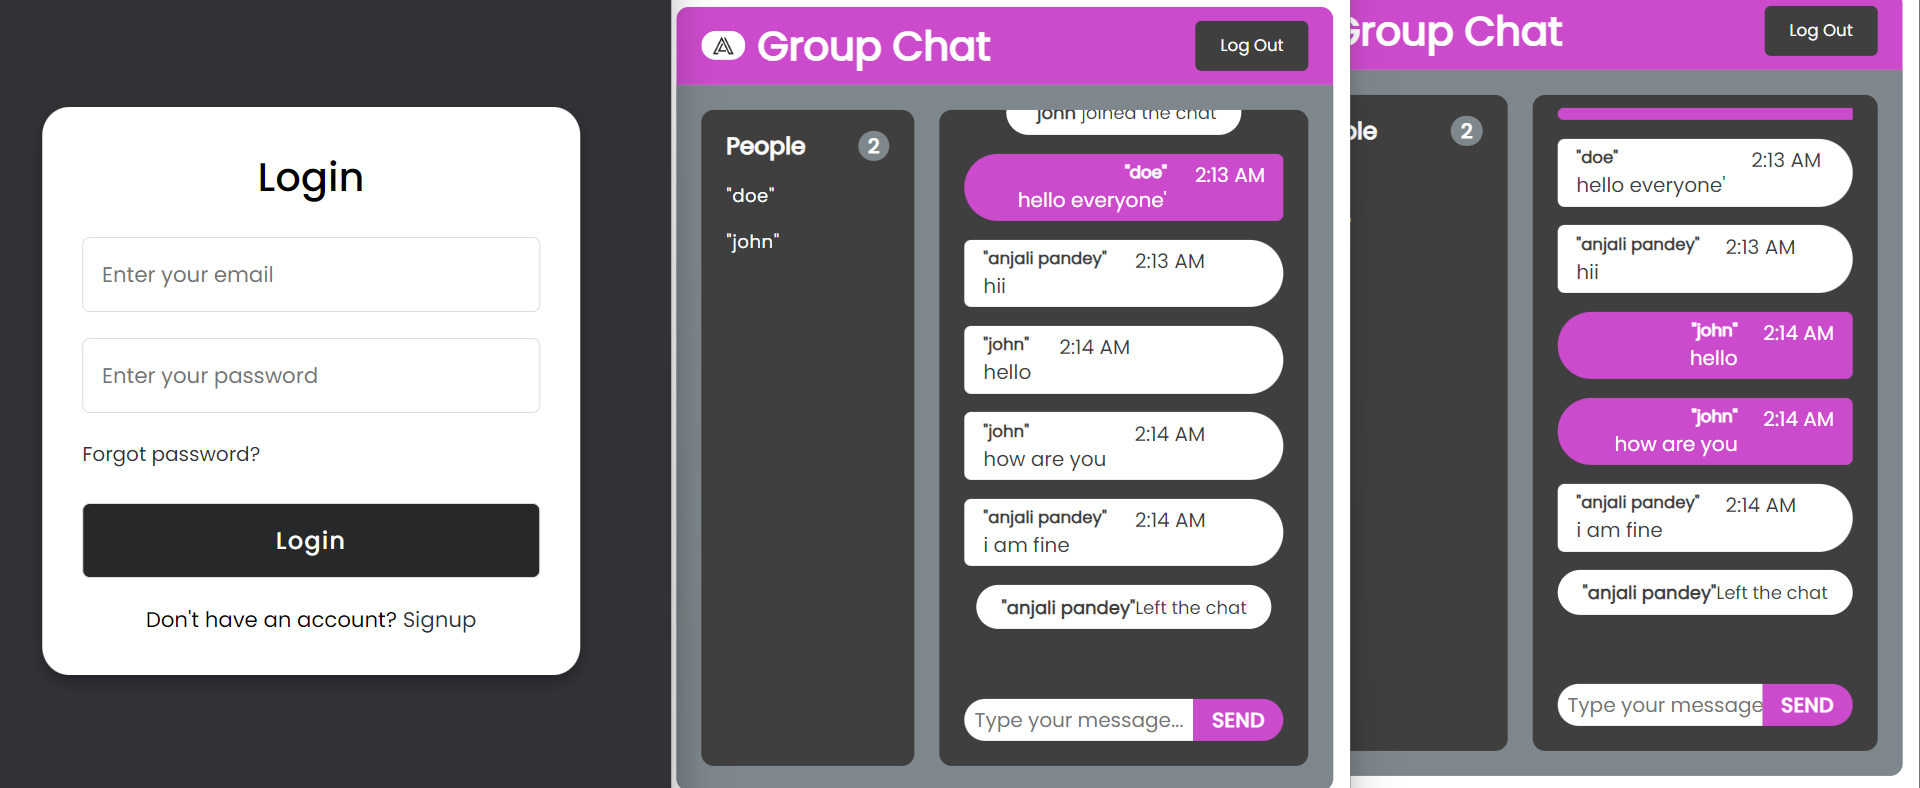 Login
Enter your email
Enter your password
Forgot password?
Login
Don't have an account? Signup
Group Chat
Log Out
People 2
"doe"
"john"
john joined the chat
"doe" 2:13 AM
hello everyone'
"anjali pandey" 2:13 AM
hii
"john" 2:14 AM
hello
"john" 2:14 AM
how are you
"anjali pandey" 2:14 AM
i am fine
"anjali pandey"Left the chat
Type your message... SEND
Group Chat
Log Out
ple 2
"doe" 2:13 AM
hello everyone'
"anjali pandey" 2:13 AM
hii
"john" 2:14 AM
hello
"john" 2:14 AM
how are you
"anjali pandey" 2:14 AM
i am fine
"anjali pandey"Left the chat
Type your message SEND